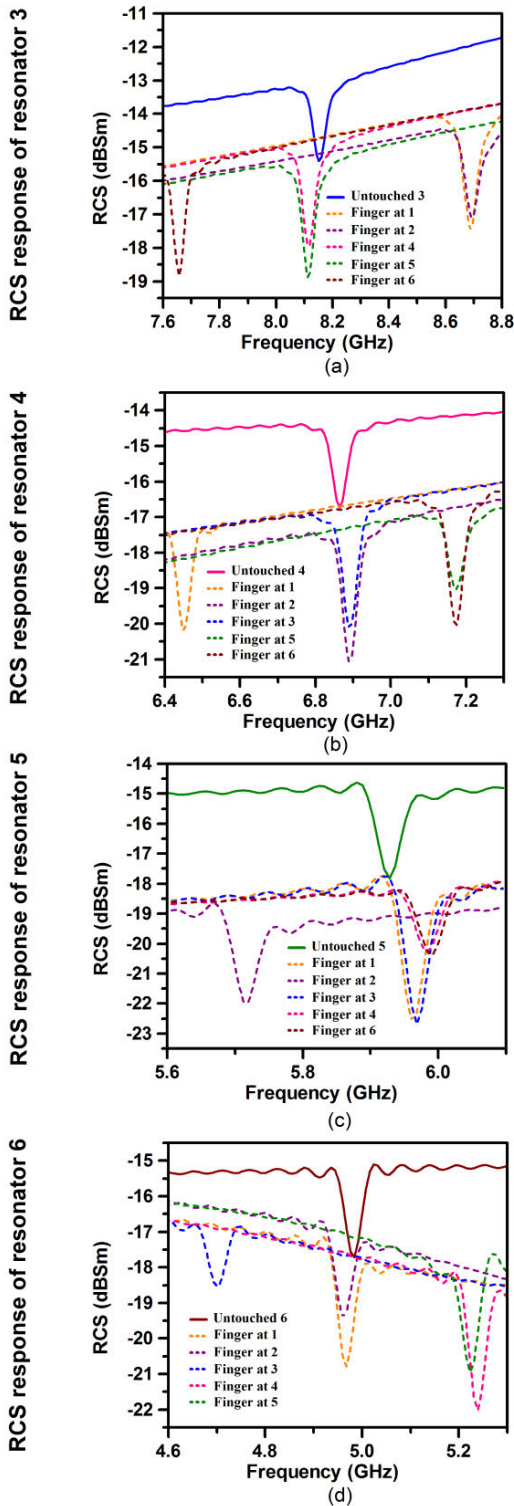 RCS response of resonator 3
RCS (dBSm)
-11
-12
-13
-14
-15
-16
-17
-18
-19
Untouched 3
Finger at 1
Finger at 2
Finger at 4
Finger at 5
Finger at 6
7.6 7.8 8.0 8.2 8.4 8.6 8.8
Frequency (GHz)
(a)
RCS response of resonator 4
RCS (dBSm)
-14
-15
-16
-17
-18
-19
-20
-21
Untouched 4
Finger at 1
Finger at 2
Finger at 3
Finger at 5
Finger at 6
6.4 6.6 6.8 7.0 7.2
Frequency (GHz)
(b)
RCS response of resonator 5
RCS (dBSm)
-14
-15
-16
-17
-18
-19
-20
-21
-22
-23
Untouched 5
Finger at 1
Finger at 2
Finger at 3
Finger at 4
Finger at 6
5.6 5.8 6.0
Frequency (GHz)
(c)
RCS response of resonator 6
RCS (dBSm)
-15
-16
-17
-18
-19
-20
-21
-22
Untouched 6
Finger at 1
Finger at 2
Finger at 3
Finger at 4
Finger at 5
4.6 4.8 5.0 5.2
Frequency (GHz)
(d)